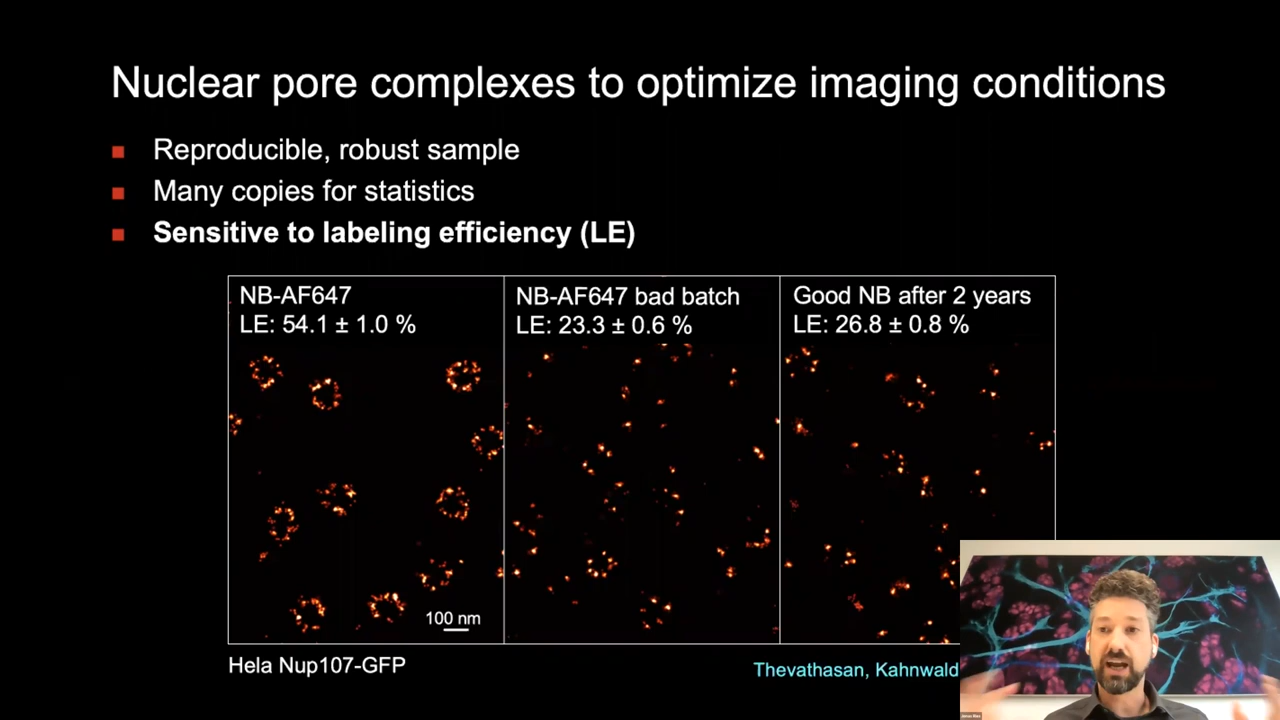 Nuclear pore complexes to optimize imaging conditions
Reproducible, robust sample
Many copies for statistics
Sensitive to labeling efficiency (LE)
NB-AF647
LE: 54.1 ± 1.0 %
NB-AF647 bad batch
LE: 23.3 ± 0.6 %
Good NB after 2 years
LE: 26.8 ± 0.8 %
100 nm
Hela Nup107-GFP
Thevathasan, Kahnwald